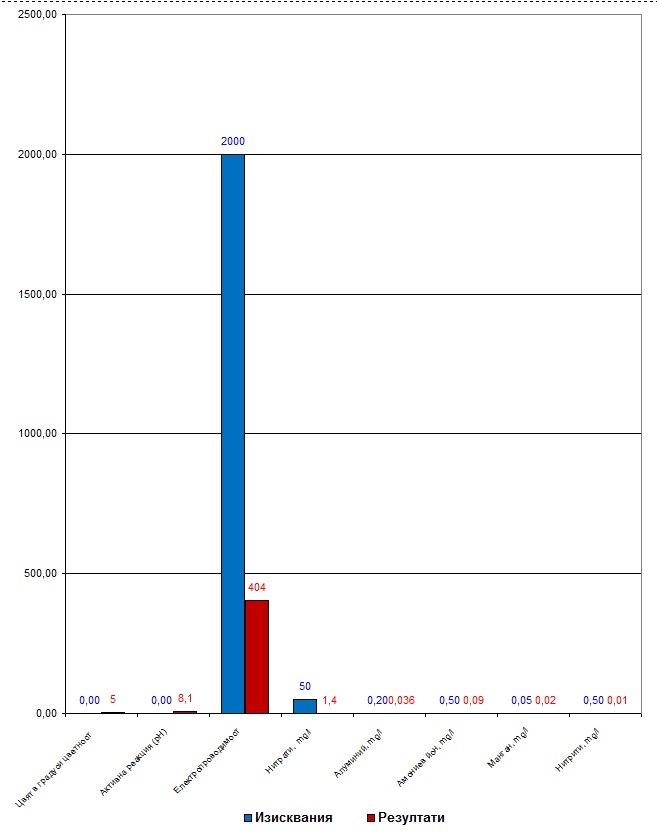 2500,00
2000
2000,00
1500,00
1000,00
500,00
404
50
0,00 5 0,00 8,1 1,4 0,20 0,036 0,50 0,09 0,05 0,02 0,50 0,01
0,00
Цвят в градуси цветност
Активна реакция (pH)
Електропроводимост
Нитрати, mg/l
Алуминий, mg/l
Амониев йон, mg/l
Манган, mg/l
Нитрити, mg/l
Изисквания Резултати